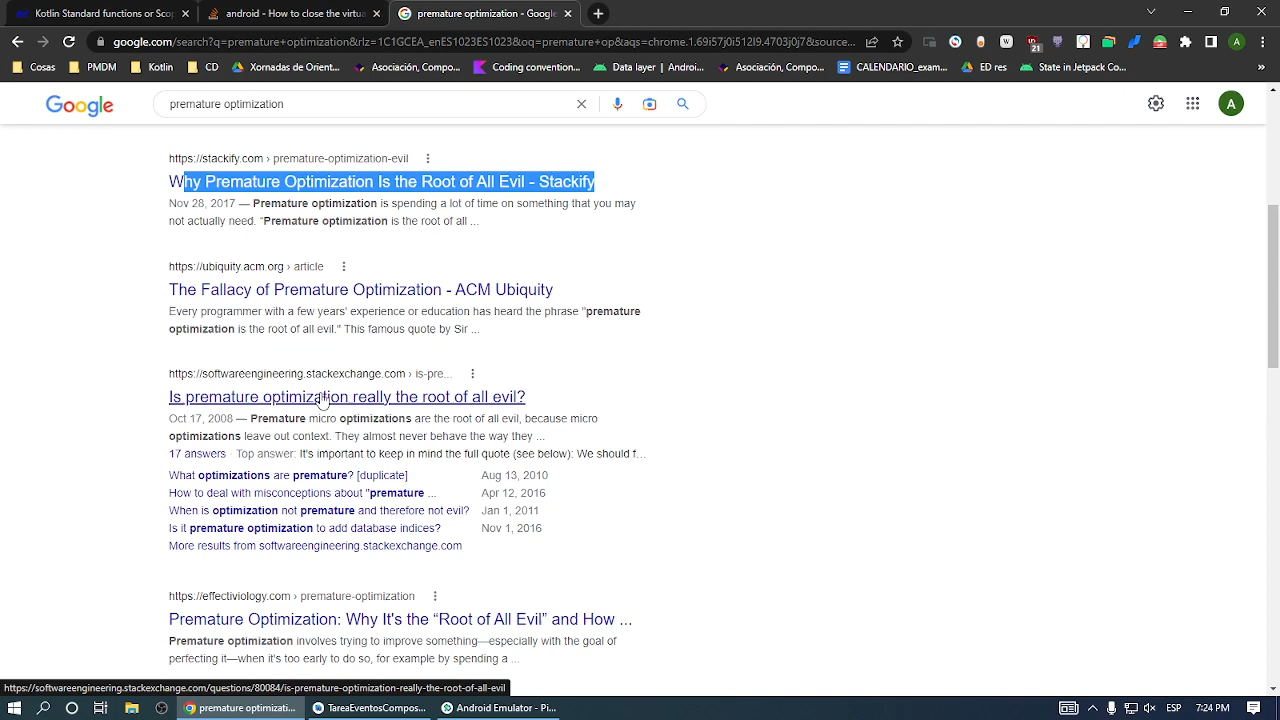 Kotlin Standard functions or Sco
android - How to close the virtua
premature optimization - Google
google.com/search?q=premature+optimization&rlz=1C1GCEA_enES1023ES1023&oq=premature+op&aqs=chrome.1.69i57j0i512l9.4703j0j7&source...
21
A
Cosas
PMDM
Kotlin
CD
Xornadas de Orient...
Asociación, Compo...
Coding convention...
Data layer | Androi...
Asociación, Compo...
CALENDARIO_exam...
ED res
State in Jetpack Co...
»
Google
premature optimization
A
https://stackify.com › premature-optimization-evil
Why Premature Optimization Is the Root of All Evil - Stackify
Nov 28, 2017 — Premature optimization is spending a lot of time on something that you may
not actually need. “Premature optimization is the root of all ...
https://ubiquity.acm.org › article
The Fallacy of Premature Optimization - ACM Ubiquity
Every programmer with a few years' experience or education has heard the phrase "premature
optimization is the root of all evil." This famous quote by Sir ...
https://softwareengineering.stackexchange.com › is-pre...
Is premature optimization really the root of all evil?
Oct 17, 2008 — Premature micro optimizations are the root of all evil, because micro
optimizations leave out context. They almost never behave the way they ...
17 answers · Top answer: It's important to keep in mind the full quote (see below): We should f...
What optimizations are premature? [duplicate] Aug 13, 2010
How to deal with misconceptions about "premature ... Apr 12, 2016
When is optimization not premature and therefore not evil? Jan 1, 2011
Is it premature optimization to add database indices? Nov 1, 2016
More results from softwareengineering.stackexchange.com
https://effectiviology.com › premature-optimization
Premature Optimization: Why It's the “Root of All Evil” and How ...
Premature optimization involves trying to improve something—especially with the goal of
perfecting it—when it's too early to do so, for example by spending a ...
https://softwareengineering.stackexchange.com/questions/80084/is-premature-optimization-really-the-root-of-all-evil
premature optimizati...
TareaEventosCompos...
Android Emulator - Pi...
ESP
7:24 PM